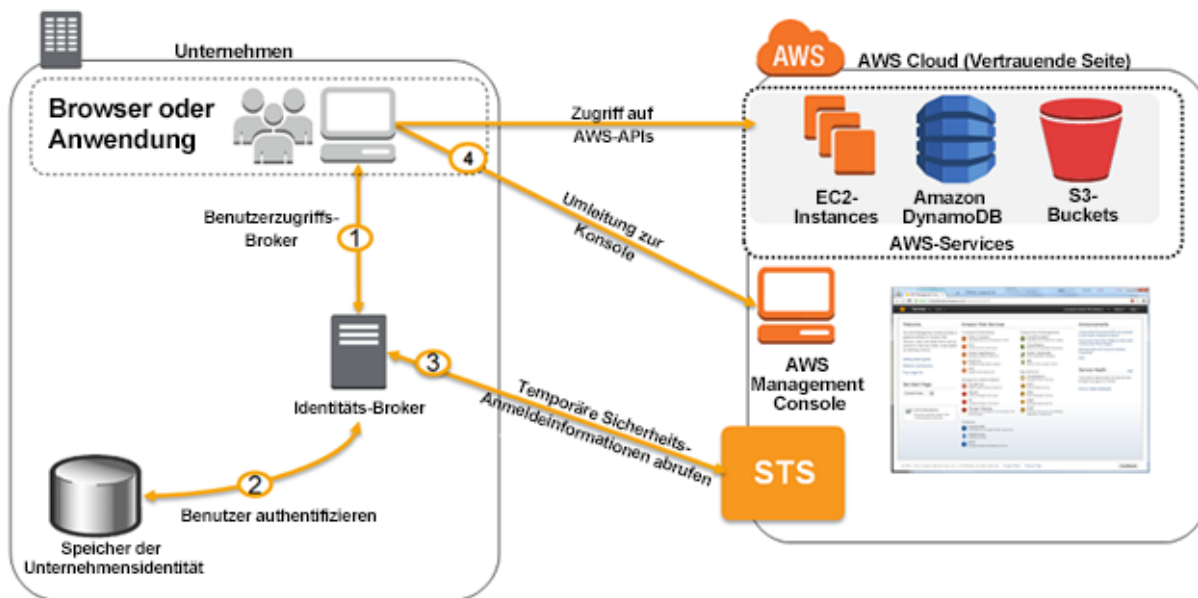 Unternehmen
Browser oder
Anwendung
Benutzerzugriffs-
Broker
1
Identitäts-Broker
2
Benutzer authentifizieren
Speicher der
Unternehmensidentität
3
Temporäre Sicherheits-
Anmeldeinformationen abrufen
4
Zugriff auf
AWS-APIs
Umleitung zur
Konsole
AWS
AWS Cloud (Vertrauende Seite)
EC2-
Instances
Amazon
DynamoDB
S3-
Buckets
AWS-Services
AWS
Management
Console
STS